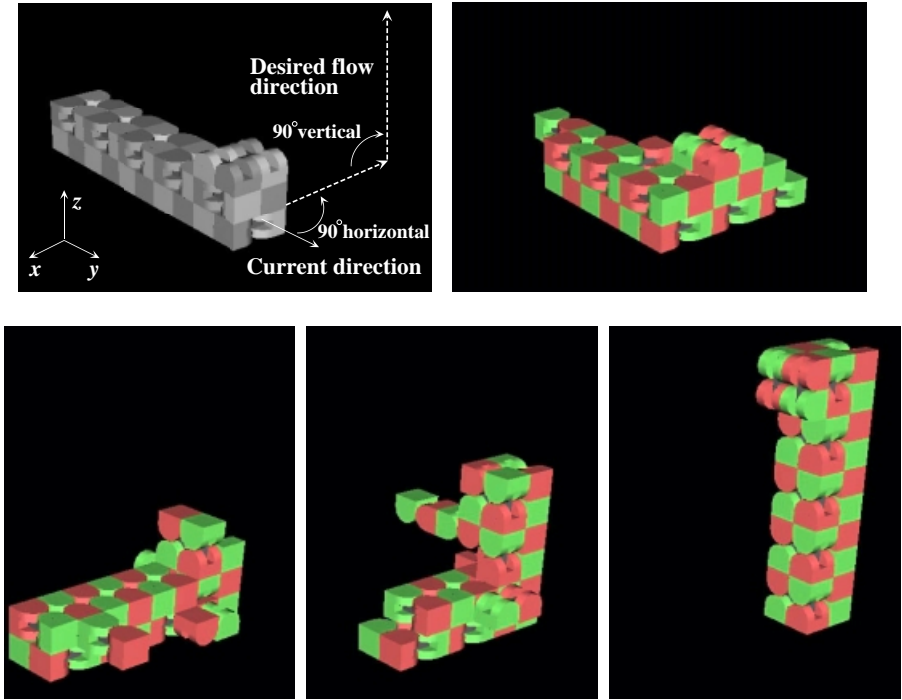 Desired flow
direction
90°vertical
90°horizontal
Current direction
z
x
y